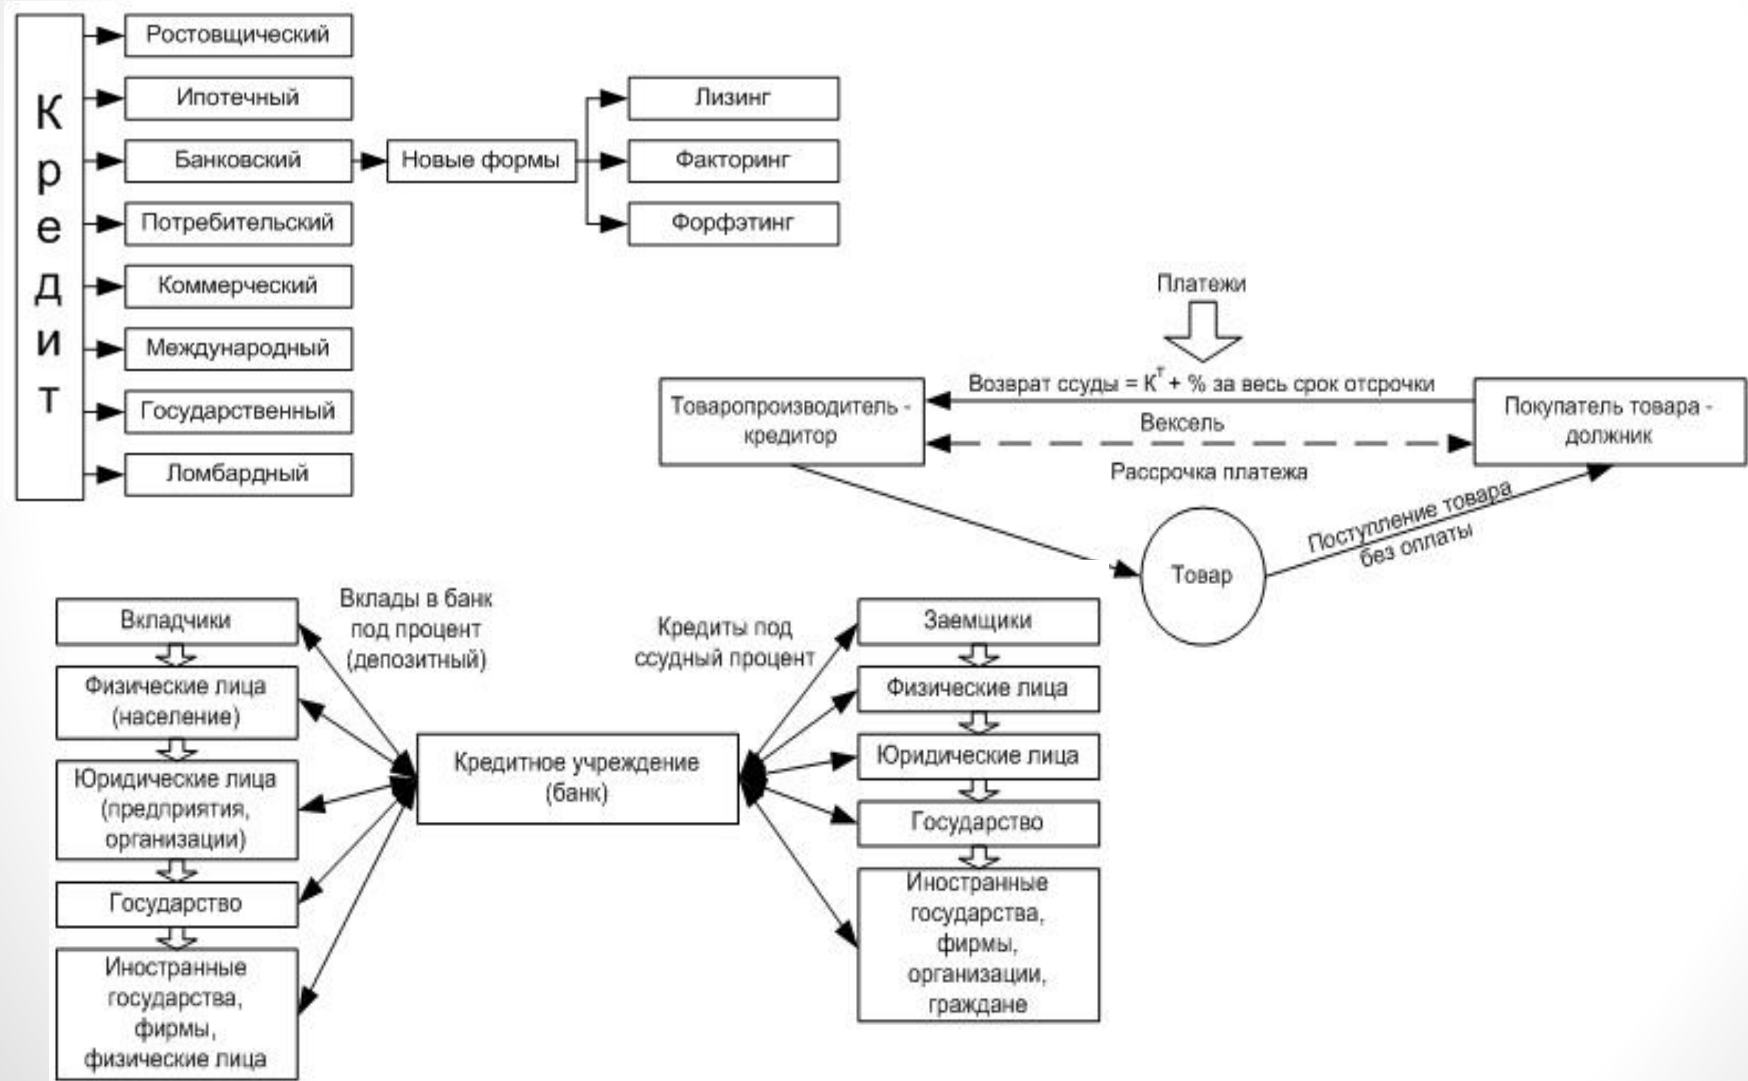 Кредит
Ростовщический
Ипотечный
Банковский
Потребительский
Коммерческий
Международный
Государственный
Ломбардный
Новые формы
Лизинг
Факторинг
Форфэтинг
Платежи
Возврат ссуды = Кᵀ + % за весь срок отсрочки
Товаропроизводитель -
кредитор
Вексель
Рассрочка платежа
Покупатель товара -
должник
Товар
Поступление товара
без оплаты
Вкладчики
Физические лица
(население)
Юридические лица
(предприятия,
организации)
Государство
Иностранные
государства,
фирмы,
физические лица
Вклады в банк
под процент
(депозитный)
Кредитное учреждение
(банк)
Кредиты под
ссудный процент
Заемщики
Физические лица
Юридические лица
Государство
Иностранные
государства,
фирмы,
организации,
граждане